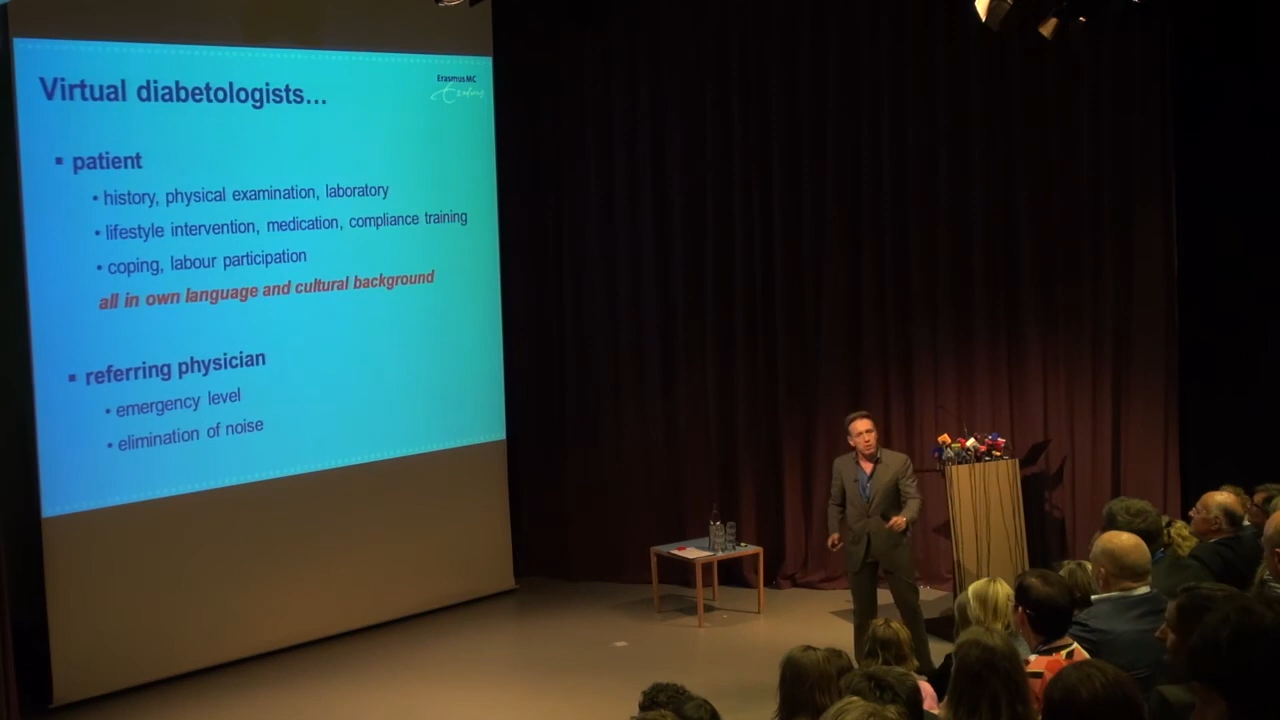 Virtual diabetologists...
Erasmus MC
Erasmus
▪ patient
• history, physical examination, laboratory
• lifestyle intervention, medication, compliance training
• coping, labour participation
all in own language and cultural background
▪ referring physician
• emergency level
• elimination of noise